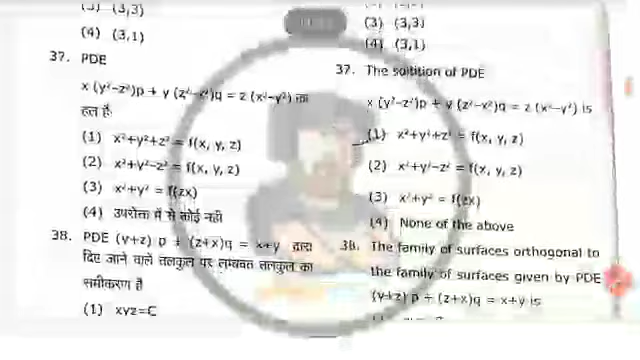 (3) (3,3)
(4) (3,1)
37. PDE
x (y²-z²)p + y (z²-x²)q = z (x²-y²) का
हल है
(1) x²+y²+z² = f(x, y, z)
(2) x²+y²-z² = f(x, y, z)
(3) x²+y² = f(zx)
(4) उपरोक्त में से कोई नहीं
38. PDE (y+z) p + (z+x)q = x+y द्वारा
दिए जाने वाले तलकुल पर लम्बवत तलकुल का
समीकरण है
(1) xyz=C
(3) (3,3)
(4) (3,1)
37. The soltition of PDE
x (y²-z²)p + y (z²-x²)q = z (x²-y²) is
(1) x²+y²+z² = f(x, y, z)
(2) x²+y²-z² = f(x, y, z)
(3) x²+y² = f(zx)
(4) None of the above
38. The family of surfaces orthogonal to
the family of surfaces given by PDE
(y+z) p + (z+x)q = x+y is